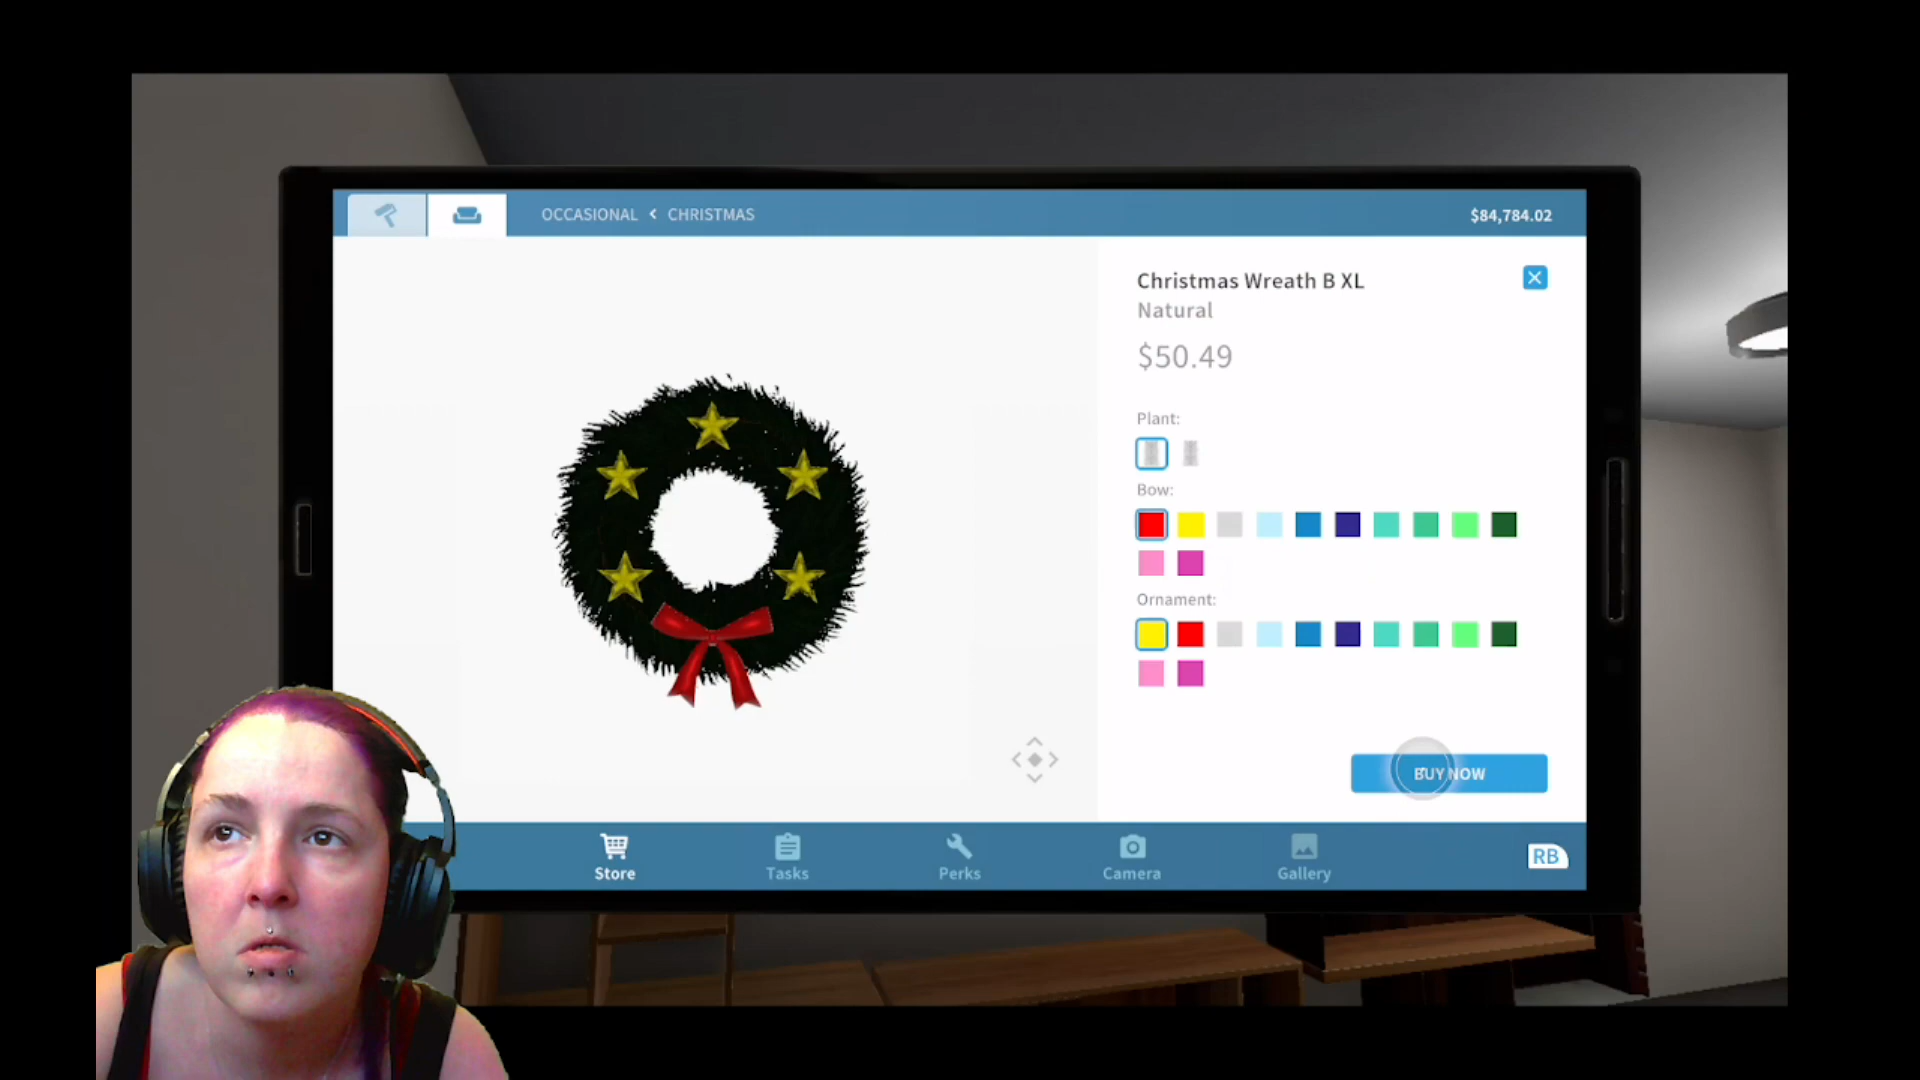 OCCASIONAL < CHRISTMAS
$84,784.02
Christmas Wreath B XL
Natural
$50.49
Plant:
Bow:
Ornament:
BUY NOW
Store
Tasks
Perks
Camera
Gallery
RB